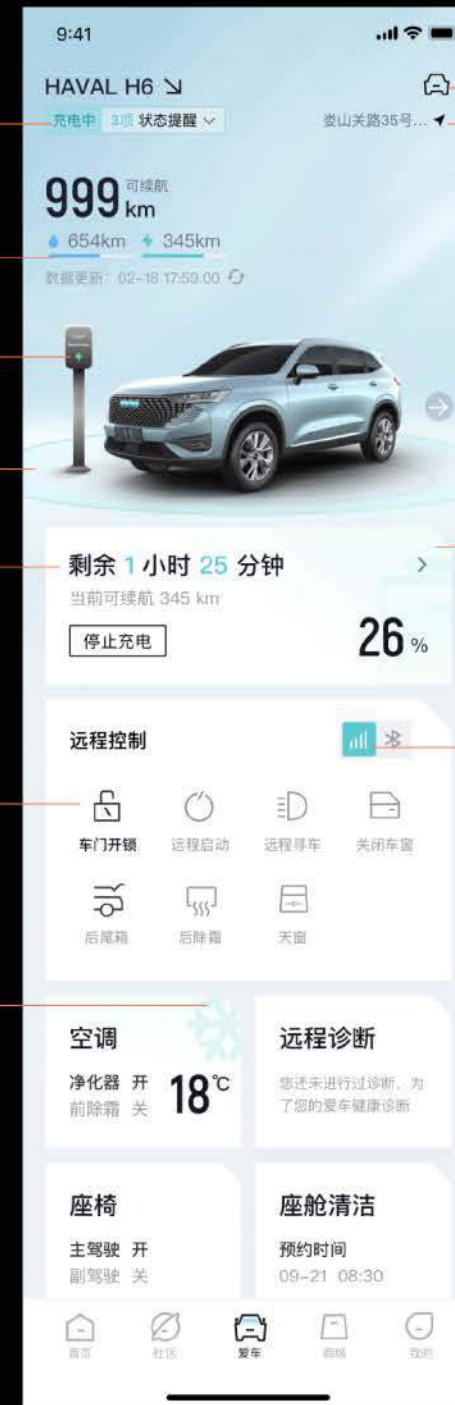 9:41
HAVAL H6
充电中 3项 状态提醒
娄山关路35号...
999 km 可续航
654km 345km
数据更新: 02-18 17:59:00
剩余 1 小时 25 分钟
当前可续航 345 km
停止充电
26 %
远程控制
车门开锁 远程启动 远程寻车 关闭车窗
后尾箱 后除霜 天窗
空调
净化器 开
前除霜 关
18℃
远程诊断
您还未进行过诊断，为
了您的爱车健康诊断
座椅
主驾驶 开
副驾驶 关
座舱清洁
预约时间
09-21 08:30
首页 社区 爱车 商城 我的